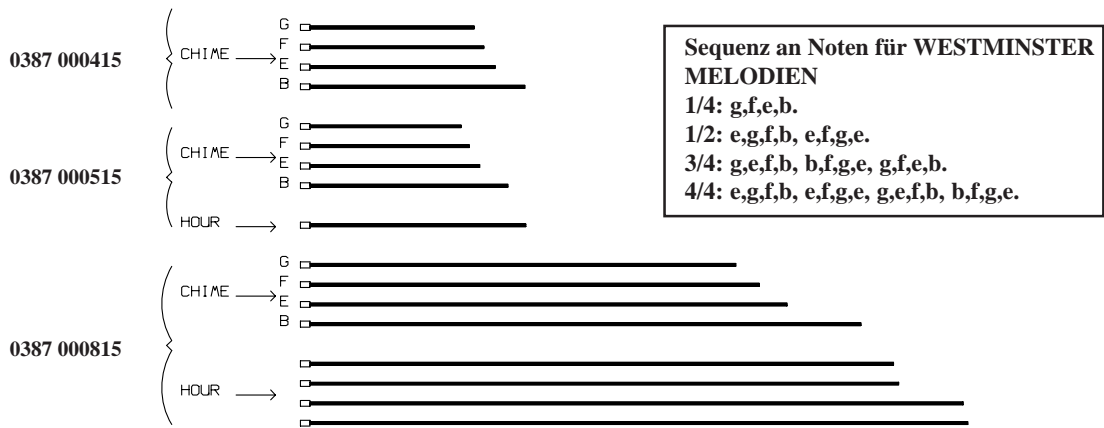 0387 000415
CHIME
G
F
E
B
0387 000515
CHIME
G
F
E
B
HOUR
0387 000815
CHIME
G
F
E
B
HOUR
Sequenz an Noten für WESTMINSTER
MELODIEN
1/4: g,f,e,b.
1/2: e,g,f,b, e,f,g,e.
3/4: g,e,f,b, b,f,g,e, g,f,e,b.
4/4: e,g,f,b, e,f,g,e, g,e,f,b, b,f,g,e.